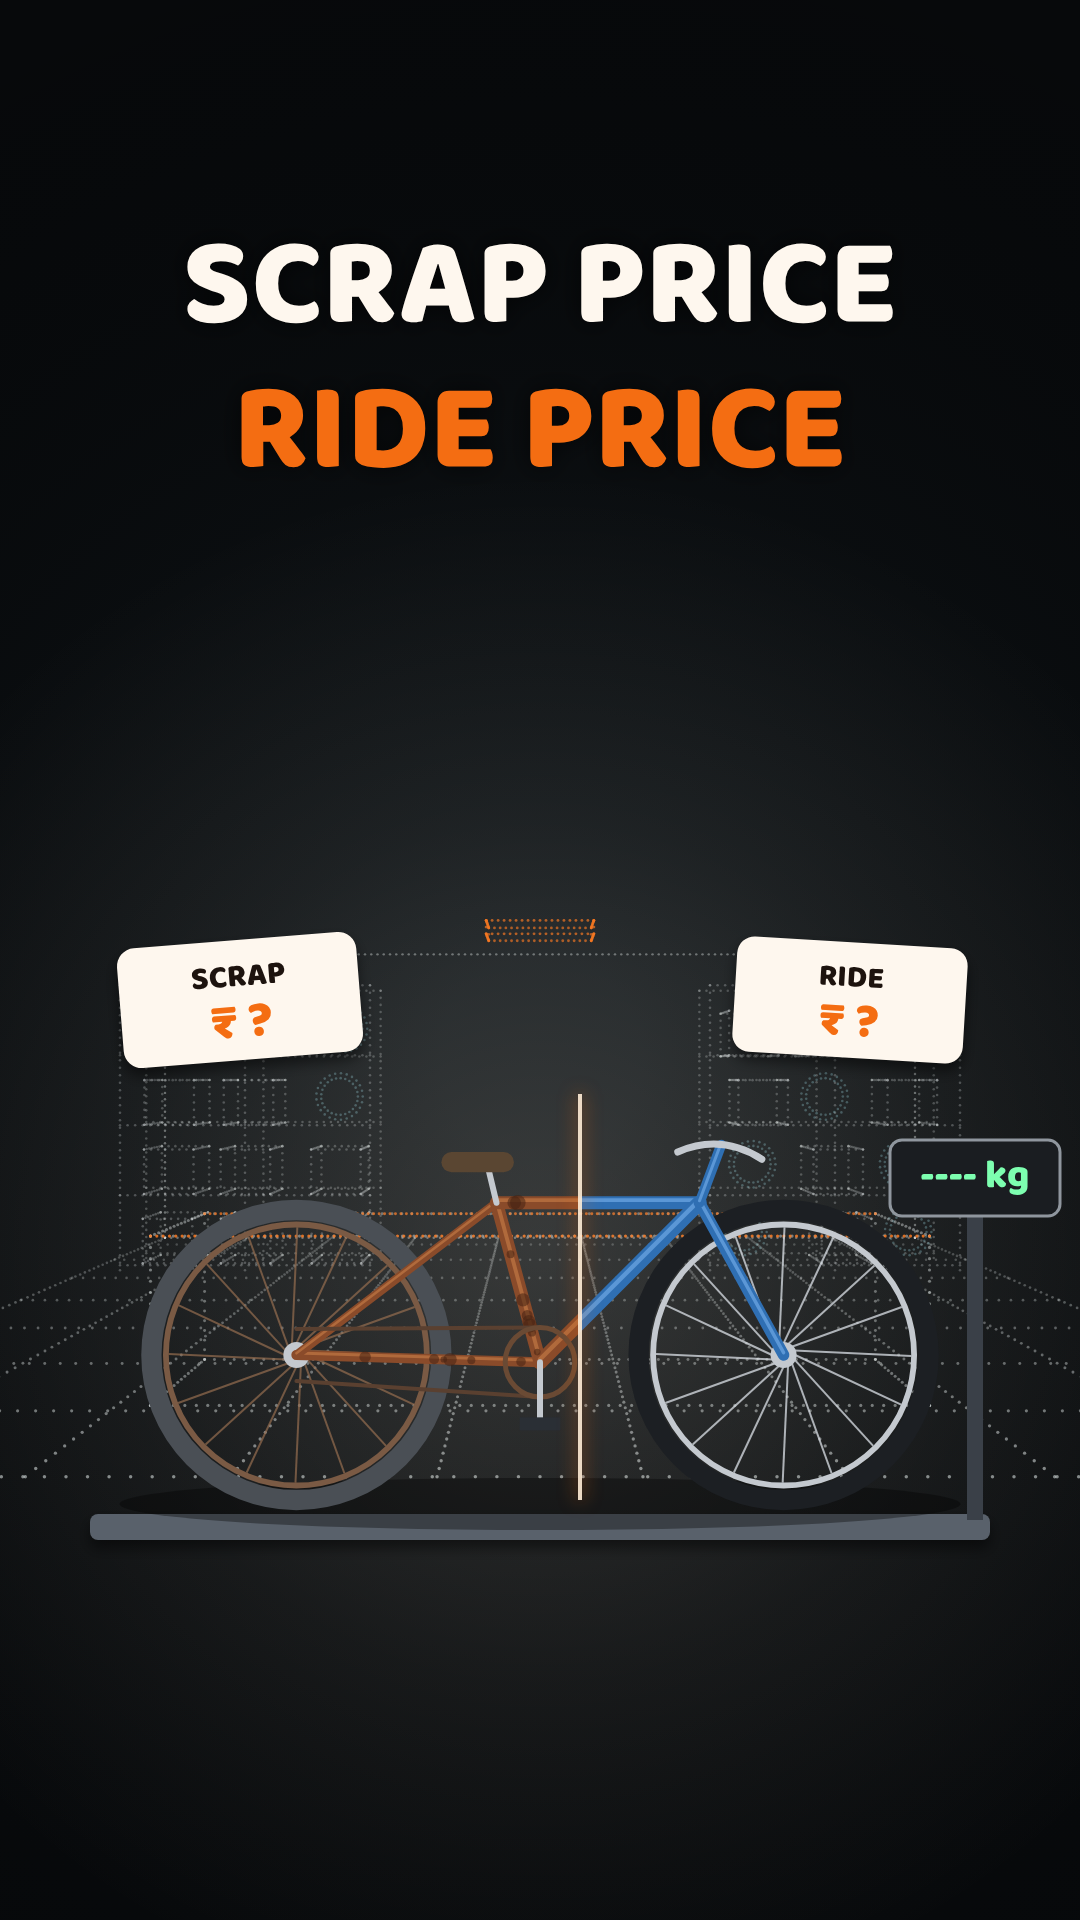 SCRAP PRICE
RIDE PRICE
SCRAP
₹ ?
RIDE
₹ ?
---- kg